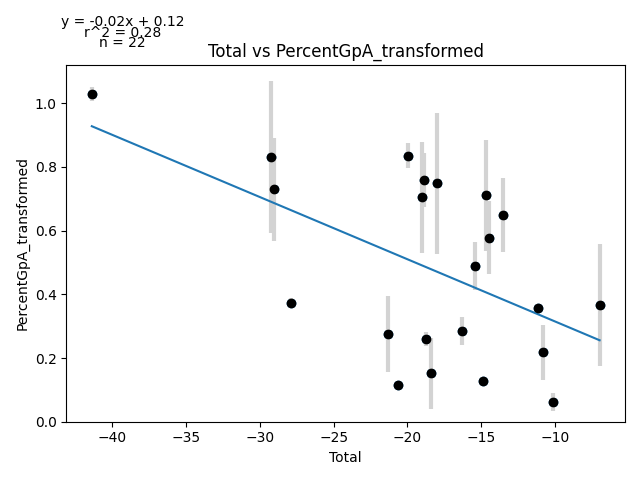 y = -0.02x + 0.12
r^2 = 0.28
n = 22
Total vs PercentGpA_transformed
PercentGpA_transformed
1.0
0.8
0.6
0.4
0.2
0.0
−40
−35
−30
−25
−20
−15
−10
Total